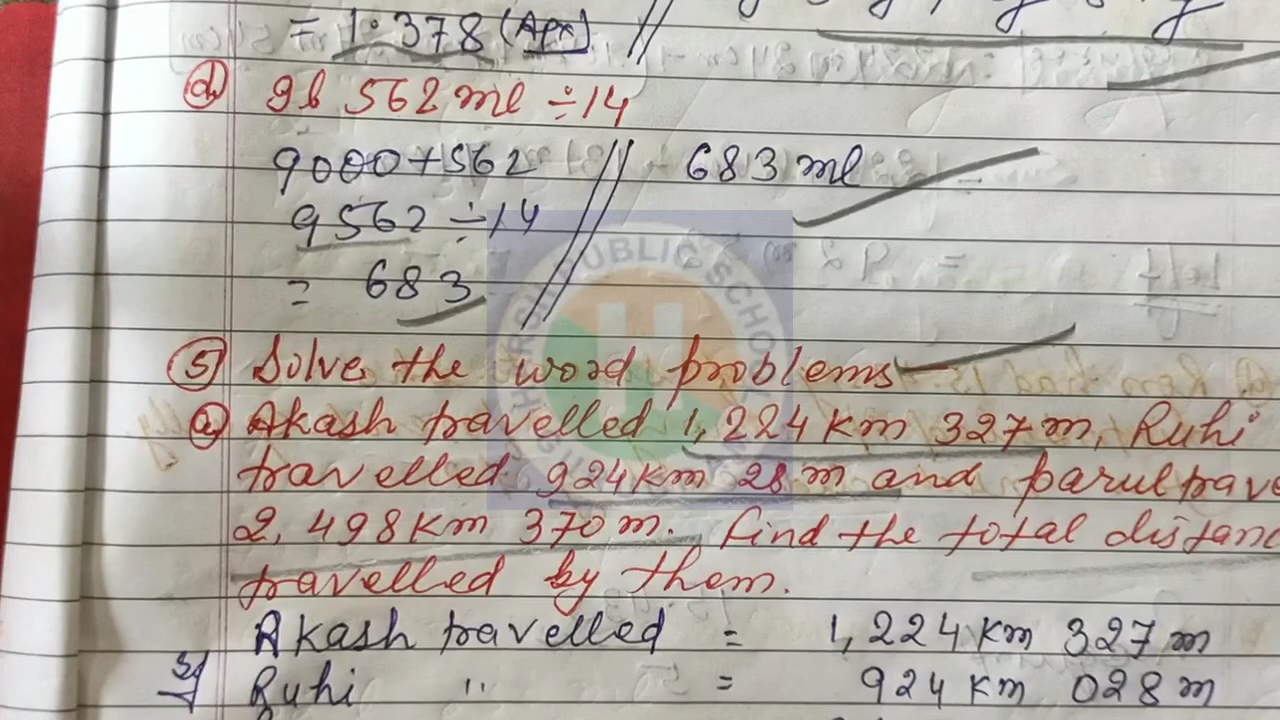 = 1.378 (Apx)
(d) 9l 562 ml ÷ 14
9000+562 // 683 ml
9562 ÷ 14
= 683
(5) Solve the word problems
(a) Akash travelled 1,224 km 327 m, Ruhi
travelled 924 km 28 m and parul trave
2,498 km 370 m. find the total distanc
travelled by them.
Akash travelled = 1,224 km 327 m
Ruhi " = 924 km 028 m
PUBLIC SCHOOL